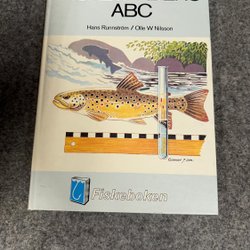 ABC
Hans Runnström / Olle W Nilsson
Fiskeboken